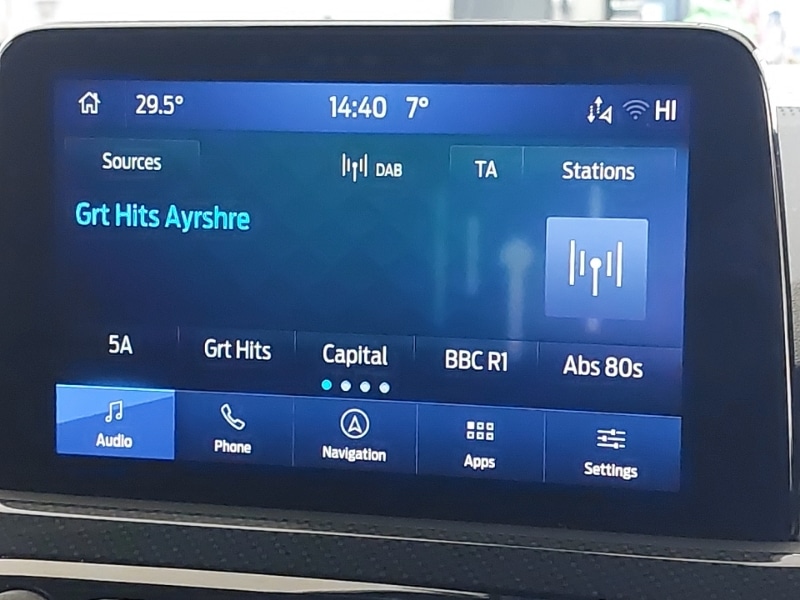 29.5° 14:40 7° HI
Sources DAB TA Stations
Grt Hits Ayrshre
5A Grt Hits Capital BBC R1 Abs 80s
Audio Phone Navigation Apps Settings